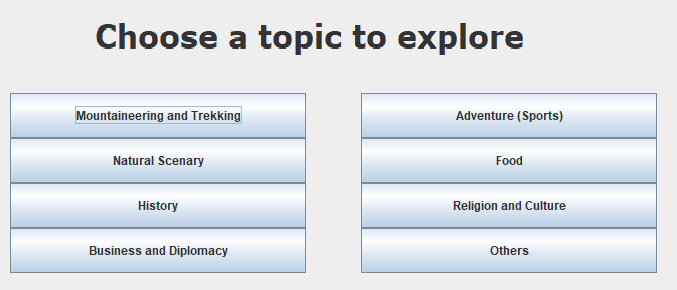 Choose a topic to explore
Mountaineering and Trekking
Adventure (Sports)
Natural Scenary
Food
History
Religion and Culture
Business and Diplomacy
Others